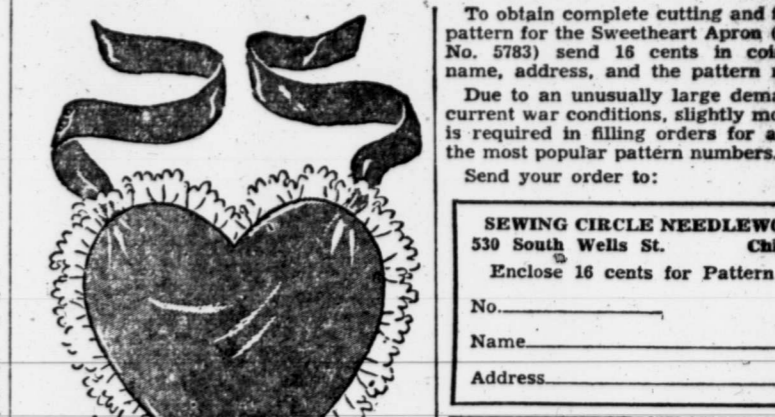 To obtain complete cutting and
pattern for the Sweetheart Apron
No. 5783) send 16 cents in
name, address, and the pattern
Due to an unusually large
current war conditions, slightly
is required in filling orders for
the most popular pattern numbers.
Send your order to:
SEWING CIRCLE
530 South Wells St.
Enclose 16 cents for Pattern
No.
Name
Address